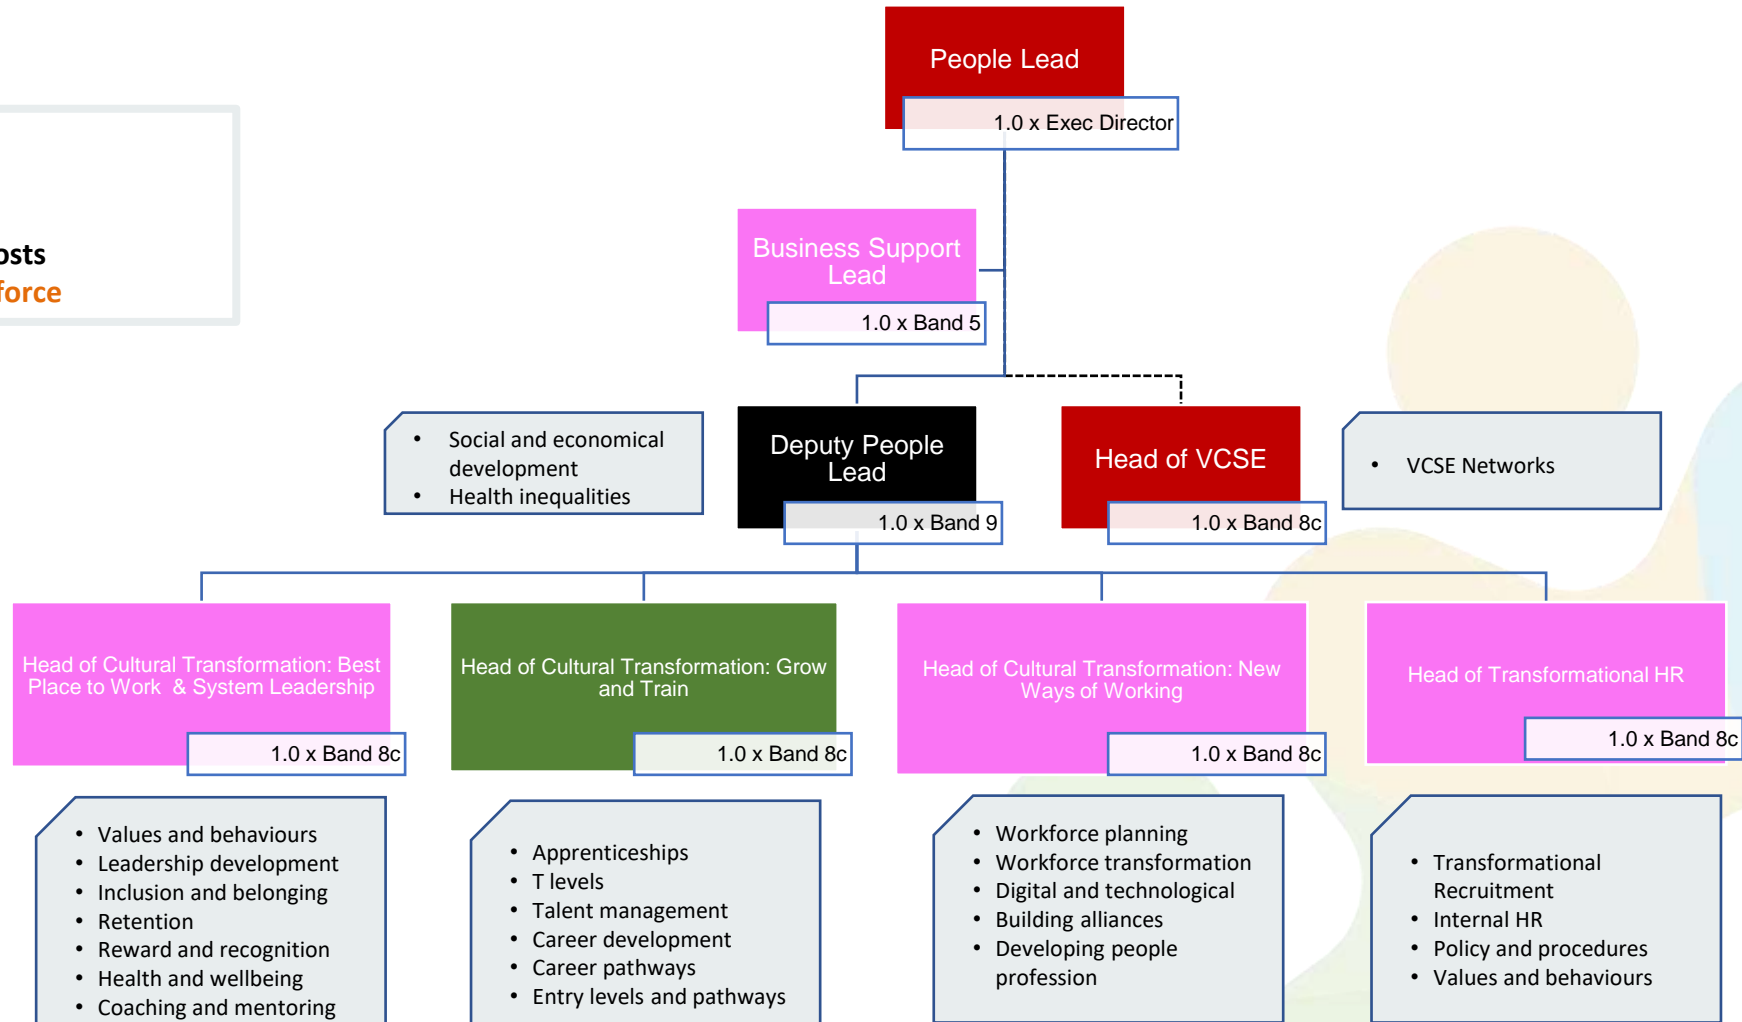 People Lead
1.0 x Exec Director
osts
force
Business Support
Lead
1.0 x Band 5
• Social and economical
development
• Health inequalities
Deputy People
Lead
1.0 x Band 9
Head of VCSE
1.0 x Band 8c
• VCSE Networks
Head of Cultural Transformation: Best
Place to Work & System Leadership
1.0 x Band 8c
Head of Cultural Transformation: Grow
and Train
1.0 x Band 8c
Head of Cultural Transformation: New
Ways of Working
1.0 x Band 8c
Head of Transformational HR
1.0 x Band 8c
• Values and behaviours
• Leadership development
• Inclusion and belonging
• Retention
• Reward and recognition
• Health and wellbeing
• Coaching and mentoring
• Apprenticeships
• T levels
• Talent management
• Career development
• Career pathways
• Entry levels and pathways
• Workforce planning
• Workforce transformation
• Digital and technological
• Building alliances
• Developing people
profession
• Transformational
Recruitment
• Internal HR
• Policy and procedures
• Values and behaviours